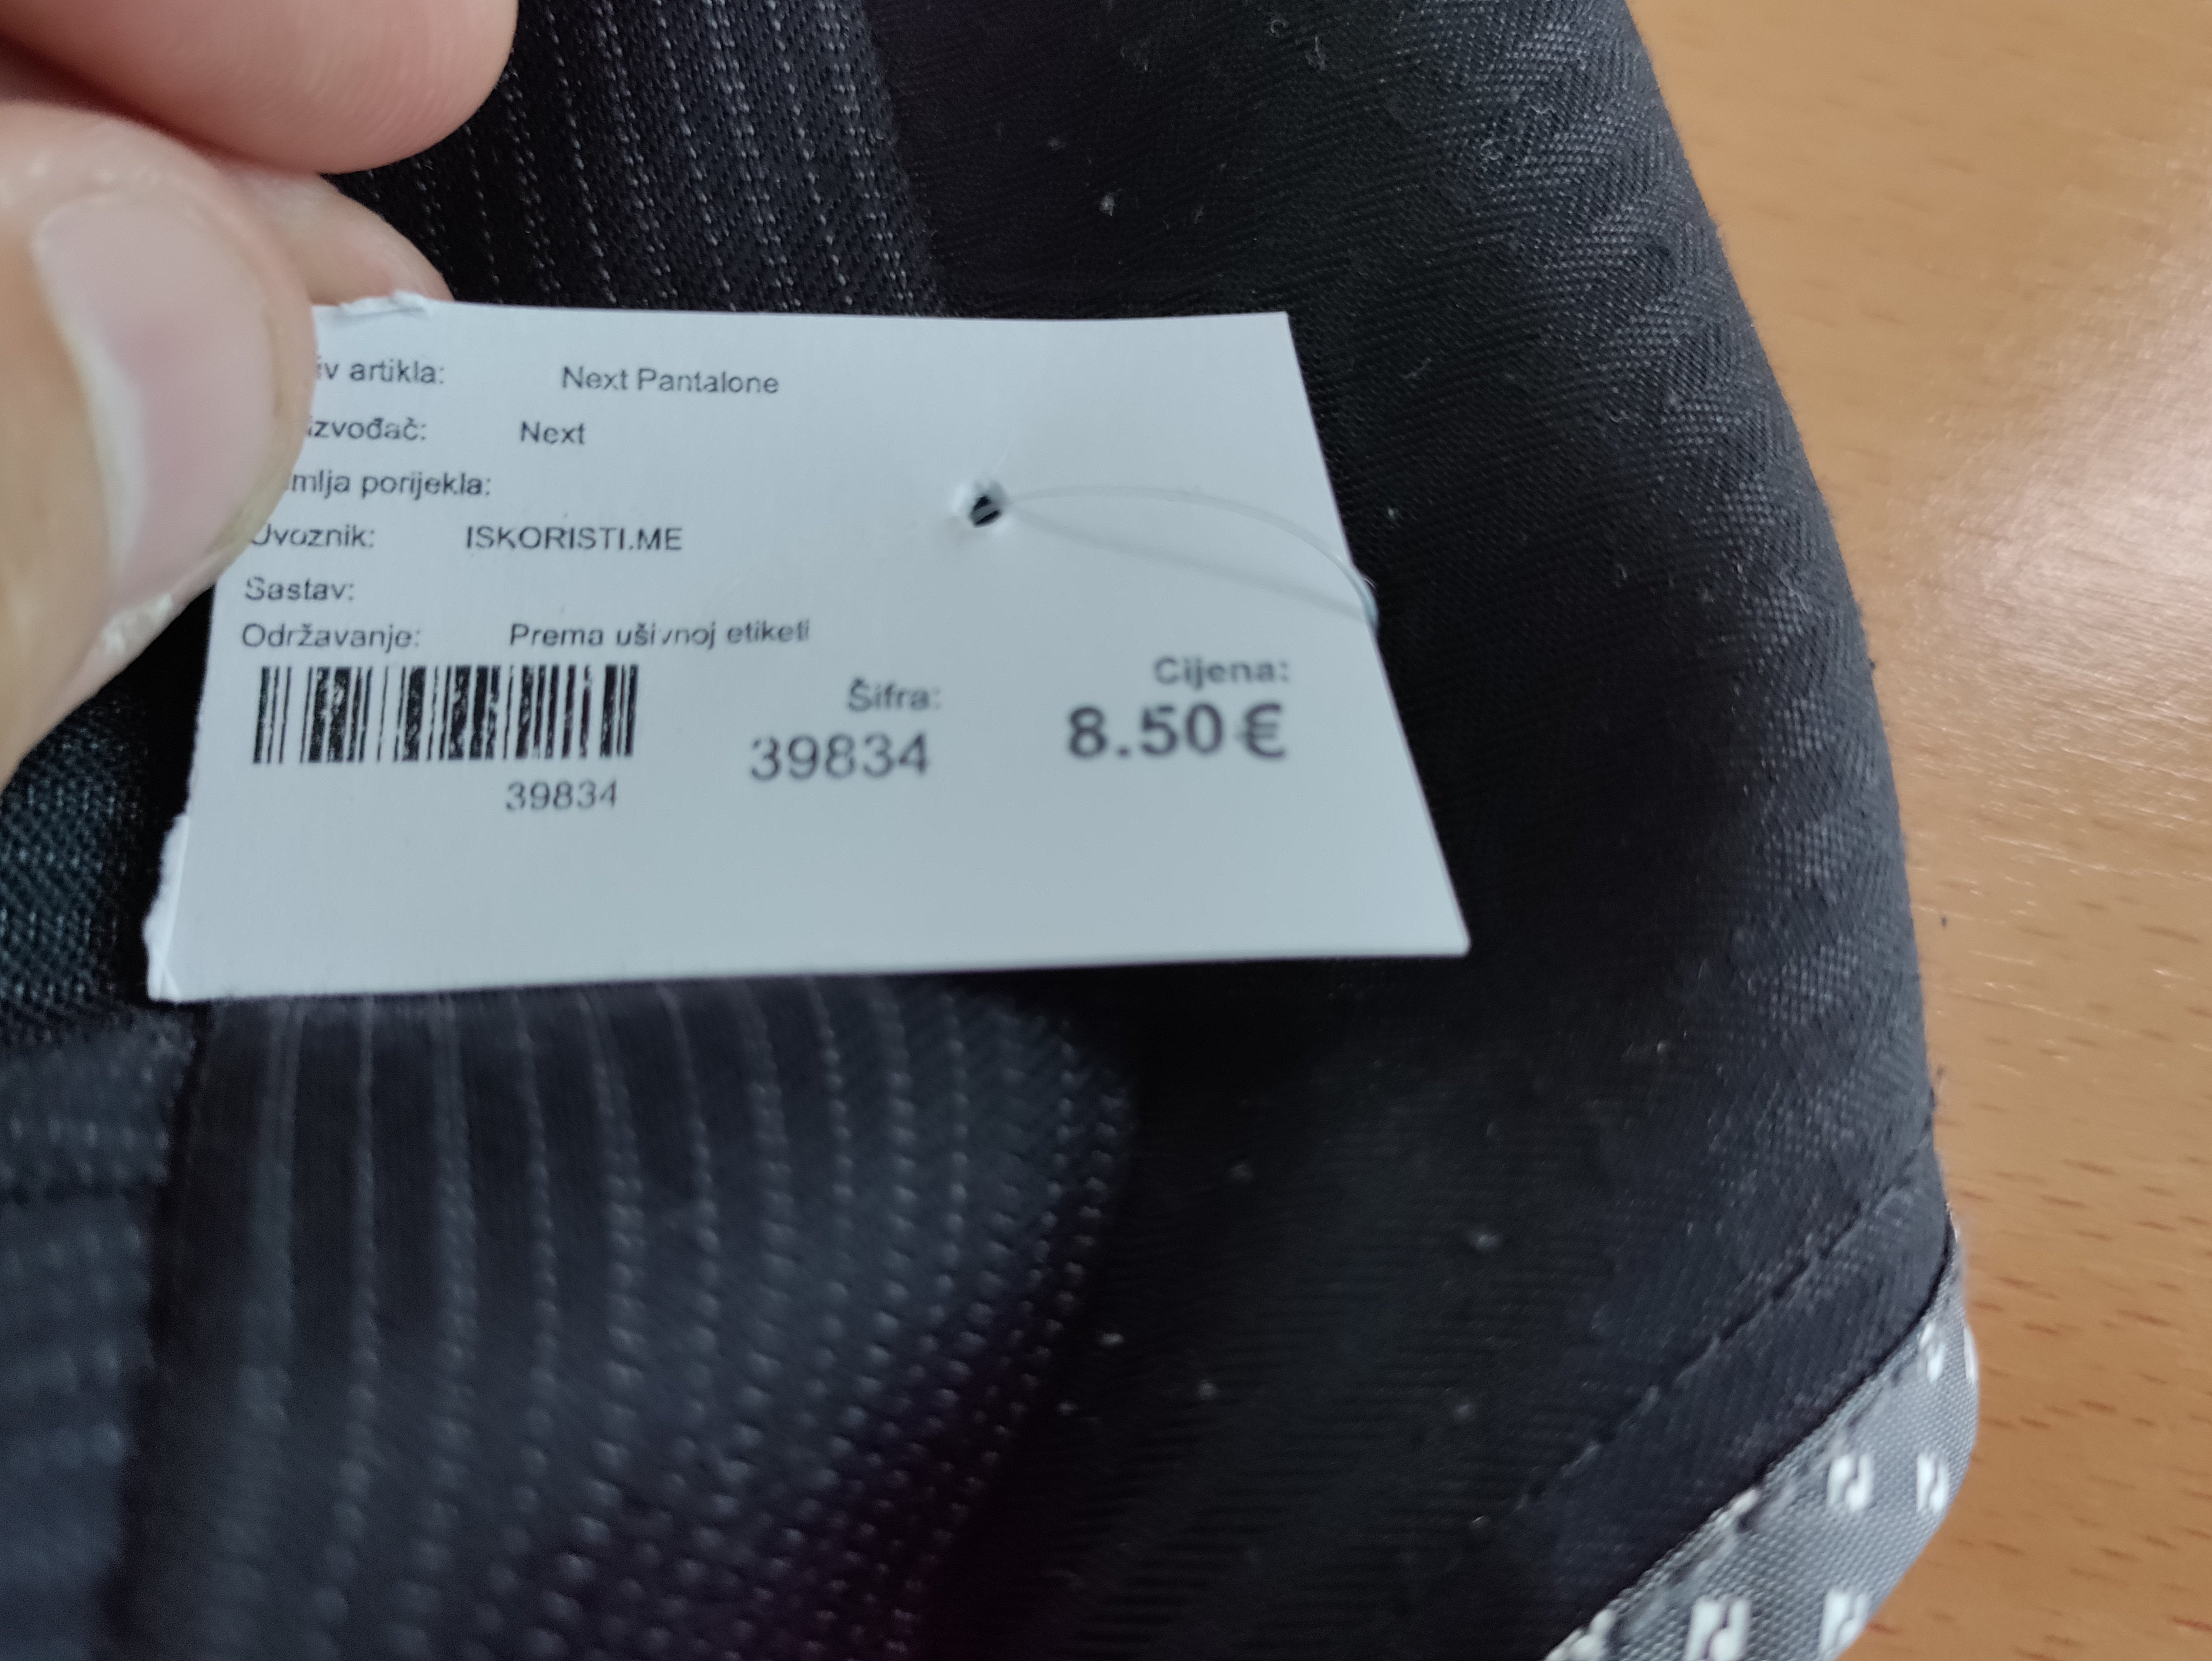 iv artikla: Next Pantalone
izvođač: Next
mlja porijekla:
Uvoznik: ISKORISTI.ME
Sastav:
Održavanje: Prema ušivnoj etiketi
Šifra: Cijena:
39834 8.50€
39834